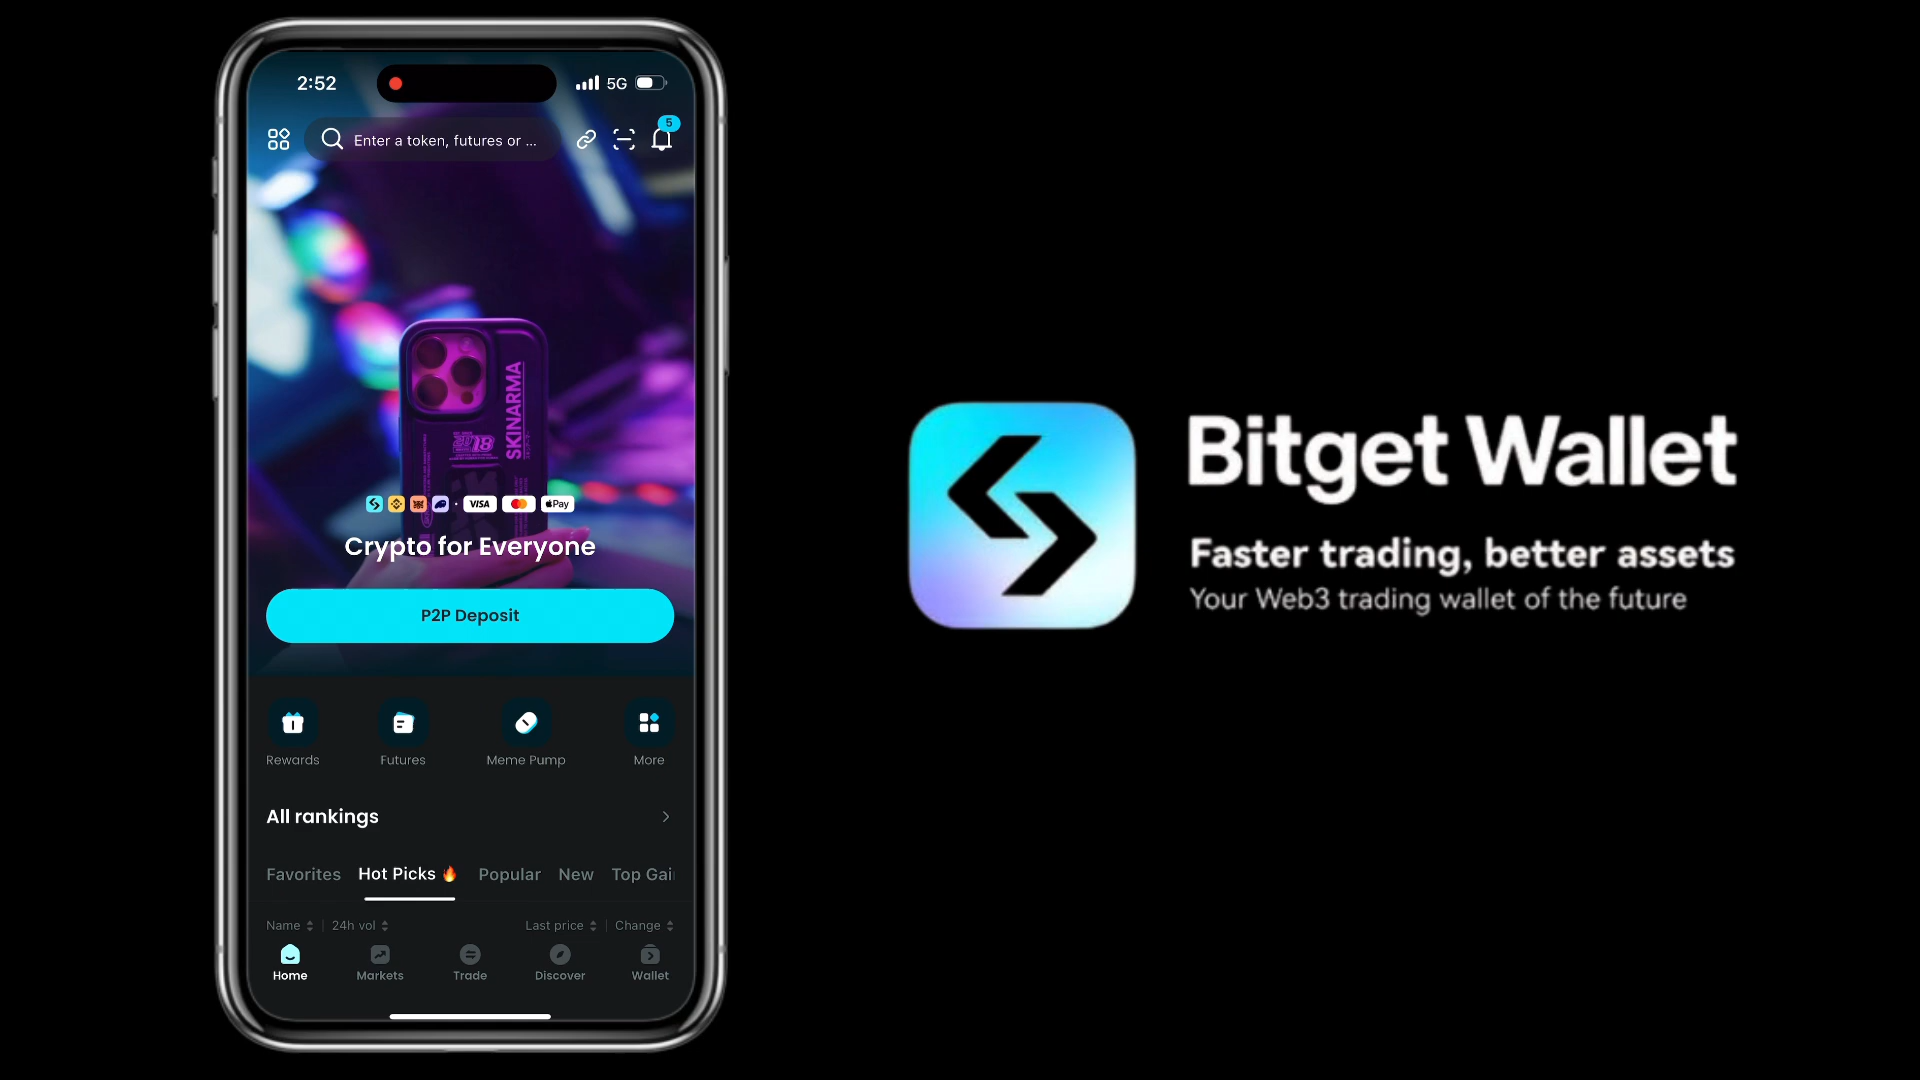 2:52
5G
5
Enter a token, futures or ...
SKINARMA
VISA
Pay
Crypto for Everyone
P2P Deposit
Rewards
Futures
Meme Pump
More
All rankings
Favorites
Hot Picks 🔥
Popular
New
Top Gai
Name
24h vol
Last price
Change
Home
Markets
Trade
Discover
Wallet
Bitget Wallet
Faster trading, better assets
Your Web3 trading wallet of the future